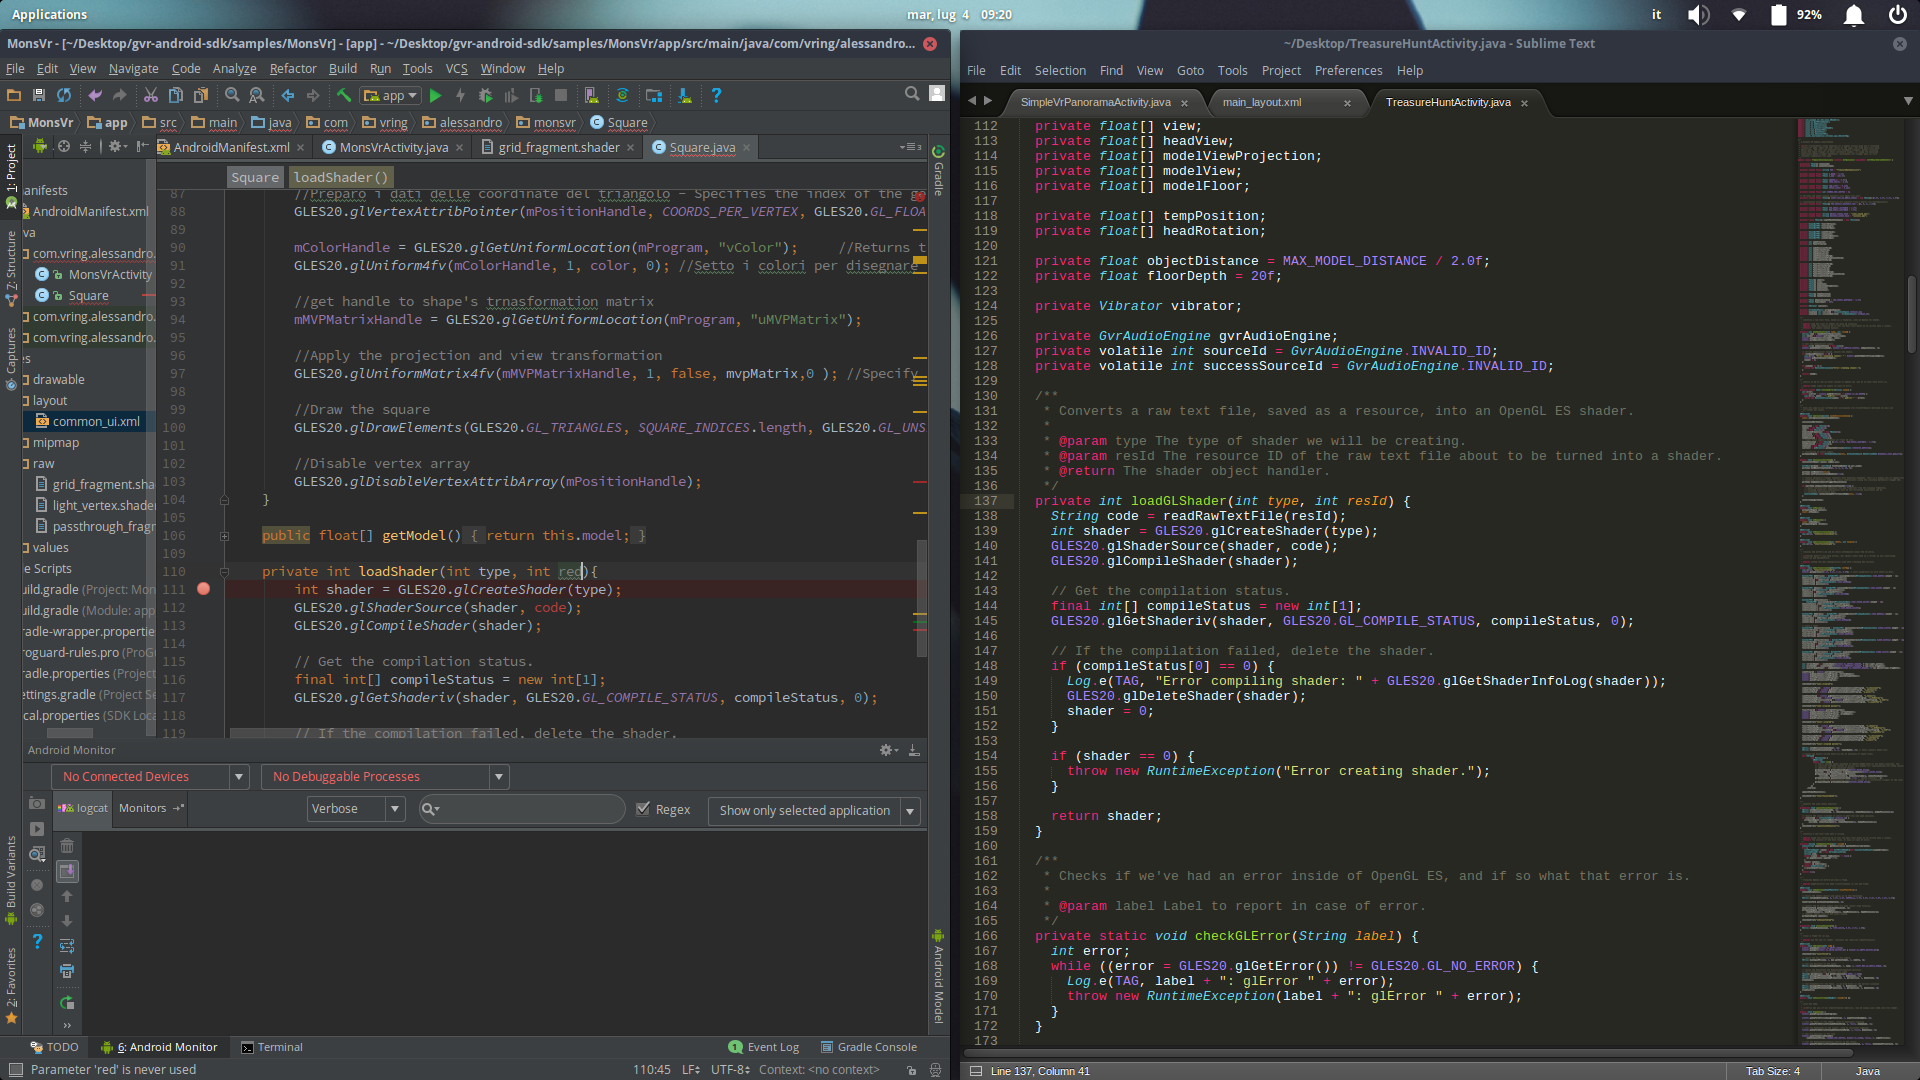 Applications
mar, lug 4 09:20
it
92%
MonsVr - [~/Desktop/gvr-android-sdk/samples/MonsVr] - [app] - ~/Desktop/gvr-android-sdk/samples/MonsVr/app/src/main/java/com/vring/alessandro...
File Edit View Navigate Code Analyze Refactor Build Run Tools VCS Window Help
app
MonsVr app src main java com vring alessandro monsvr Square
AndroidManifest.xml MonsVrActivity.java grid_fragment.shader Square.java
Square loadShader()
1: Project
Z: Structure
Captures
Build Variants
2: Favorites
anifests
AndroidManifest.xml
va
com.vring.alessandro.
MonsVrActivity
Square
com.vring.alessandro.
com.vring.alessandro.
es
drawable
layout
common_ui.xml
mipmap
raw
grid_fragment.sha
light_vertex.shader
passthrough_fragr
values
e Scripts
uild.gradle (Project: Mon
uild.gradle (Module: app
radle-wrapper.propertie
roguard-rules.pro (ProG
radle.properties (Project
ettings.gradle (Project Se
cal.properties (SDK Loca
87 //Preparo i dati delle coordinate del triangolo - Specifies the index of the ge
88 GLES20.glVertexAttribPointer(mPositionHandle, COORDS_PER_VERTEX, GLES20.GL_FLOA
89
90 mColorHandle = GLES20.glGetUniformLocation(mProgram, "vColor"); //Returns t
91 GLES20.glUniform4fv(mColorHandle, 1, color, 0); //Setto i colori per disegnare
92
93 //get handle to shape's trnasformation matrix
94 mMVPMatrixHandle = GLES20.glGetUniformLocation(mProgram, "uMVPMatrix");
95
96 //Apply the projection and view transformation
97 GLES20.glUniformMatrix4fv(mMVPMatrixHandle, 1, false, mvpMatrix,0 ); //Specify
98
99 //Draw the square
100 GLES20.glDrawElements(GLES20.GL_TRIANGLES, SQUARE_INDICES.length, GLES20.GL_UNS
101
102 //Disable vertex array
103 GLES20.glDisableVertexAttribArray(mPositionHandle);
104 }
105
106 public float[] getModel() { return this.model; }
109
110 private int loadShader(int type, int red){
111 int shader = GLES20.glCreateShader(type);
112 GLES20.glShaderSource(shader, code);
113 GLES20.glCompileShader(shader);
114
115 // Get the compilation status.
116 final int[] compileStatus = new int[1];
117 GLES20.glGetShaderiv(shader, GLES20.GL_COMPILE_STATUS, compileStatus, 0);
118
119 // If the compilation failed, delete the shader.
Gradle
Android Model
Android Monitor
No Connected Devices No Debuggable Processes
logcat Monitors Verbose Regex Show only selected application
TODO 6: Android Monitor Terminal 1 Event Log Gradle Console
Parameter 'red' is never used 110:45 LF UTF-8 Context: <no context>
~/Desktop/TreasureHuntActivity.java - Sublime Text
File Edit Selection Find View Goto Tools Project Preferences Help
SimpleVrPanoramaActivity.java main_layout.xml TreasureHuntActivity.java
112 private float[] view;
113 private float[] headView;
114 private float[] modelViewProjection;
115 private float[] modelView;
116 private float[] modelFloor;
117
118 private float[] tempPosition;
119 private float[] headRotation;
120
121 private float objectDistance = MAX_MODEL_DISTANCE / 2.0f;
122 private float floorDepth = 20f;
123
124 private Vibrator vibrator;
125
126 private GvrAudioEngine gvrAudioEngine;
127 private volatile int sourceId = GvrAudioEngine.INVALID_ID;
128 private volatile int successSourceId = GvrAudioEngine.INVALID_ID;
129
130 /**
131 * Converts a raw text file, saved as a resource, into an OpenGL ES shader.
132 *
133 * @param type The type of shader we will be creating.
134 * @param resId The resource ID of the raw text file about to be turned into a shader.
135 * @return The shader object handler.
136 */
137 private int loadGLShader(int type, int resId) {
138 String code = readRawTextFile(resId);
139 int shader = GLES20.glCreateShader(type);
140 GLES20.glShaderSource(shader, code);
141 GLES20.glCompileShader(shader);
142
143 // Get the compilation status.
144 final int[] compileStatus = new int[1];
145 GLES20.glGetShaderiv(shader, GLES20.GL_COMPILE_STATUS, compileStatus, 0);
146
147 // If the compilation failed, delete the shader.
148 if (compileStatus[0] == 0) {
149 Log.e(TAG, "Error compiling shader: " + GLES20.glGetShaderInfoLog(shader));
150 GLES20.glDeleteShader(shader);
151 shader = 0;
152 }
153
154 if (shader == 0) {
155 throw new RuntimeException("Error creating shader.");
156 }
157
158 return shader;
159 }
160
161 /**
162 * Checks if we've had an error inside of OpenGL ES, and if so what that error is.
163 *
164 * @param label Label to report in case of error.
165 */
166 private static void checkGLError(String label) {
167 int error;
168 while ((error = GLES20.glGetError()) != GLES20.GL_NO_ERROR) {
169 Log.e(TAG, label + ": glError " + error);
170 throw new RuntimeException(label + ": glError " + error);
171 }
172 }
173
Line 137, Column 41 Tab Size: 4 Java